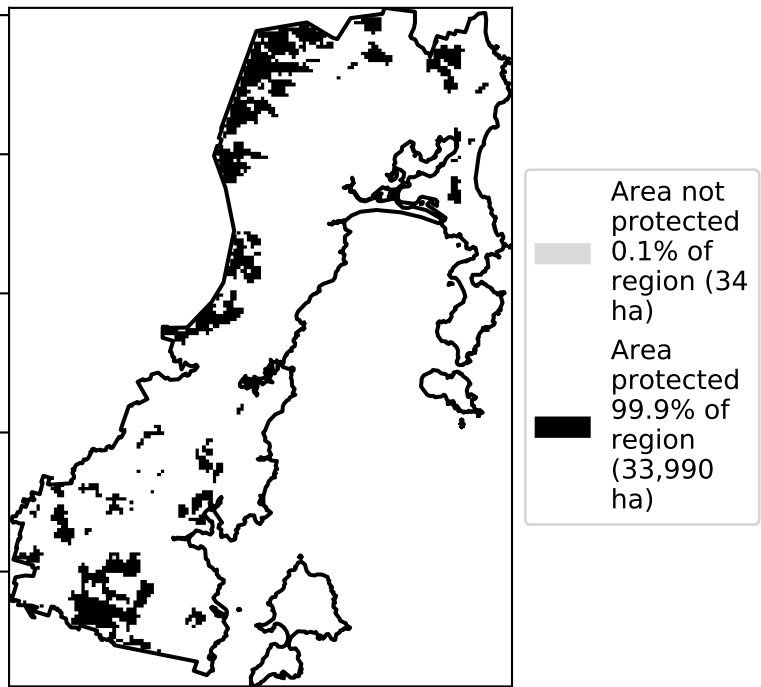 Area not
protected
0.1% of
region (34
ha)
Area
protected
99.9% of
region
(33,990
ha)